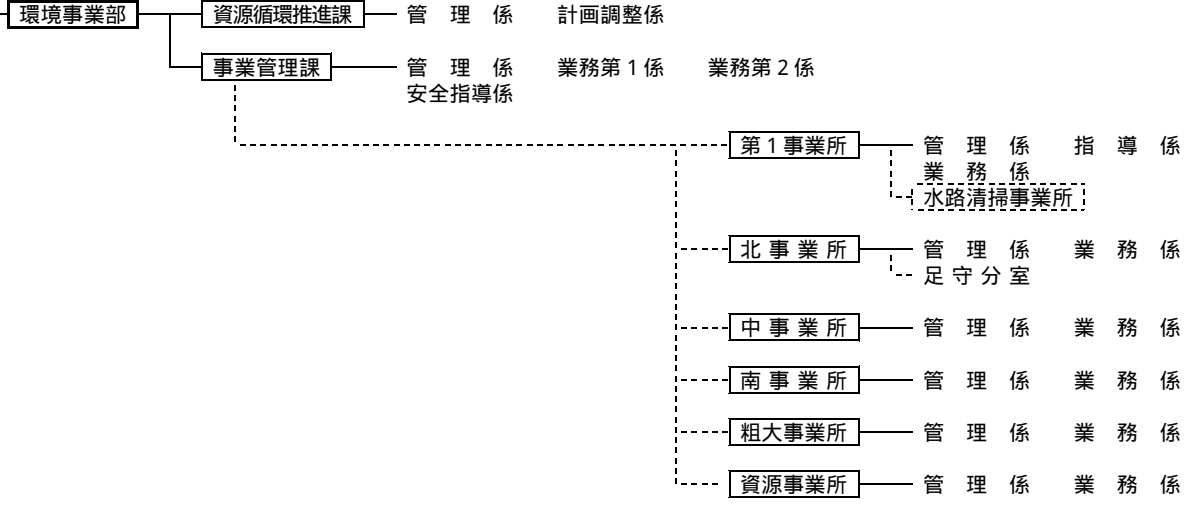 環境事業部 資源循環推進課 管理係 計画調整係
事業管理課 管理係 業務第1係 業務第2係
安全指導係
第1事業所 管理係 指導係
業務係
水路清掃事業所
北事業所 管理係 業務係
足守分室
中事業所 管理係 業務係
南事業所 管理係 業務係
粗大事業所 管理係 業務係
資源事業所 管理係 業務係